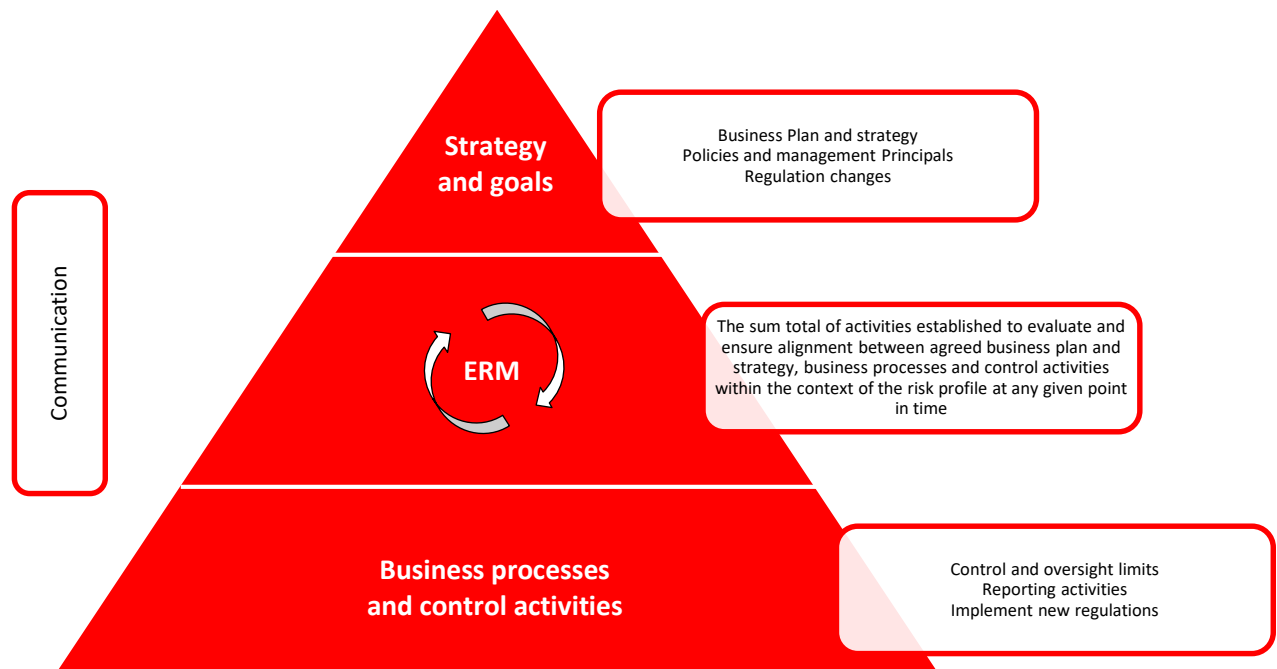 Communication
Strategy
and goals
Business Plan and strategy
Policies and management Principals
Regulation changes
ERM
The sum total of activities established to evaluate and
ensure alignment between agreed business plan and
strategy, business processes and control activities
within the context of the risk profile at any given point
in time
Business processes
and control activities
Control and oversight limits
Reporting activities
Implement new regulations